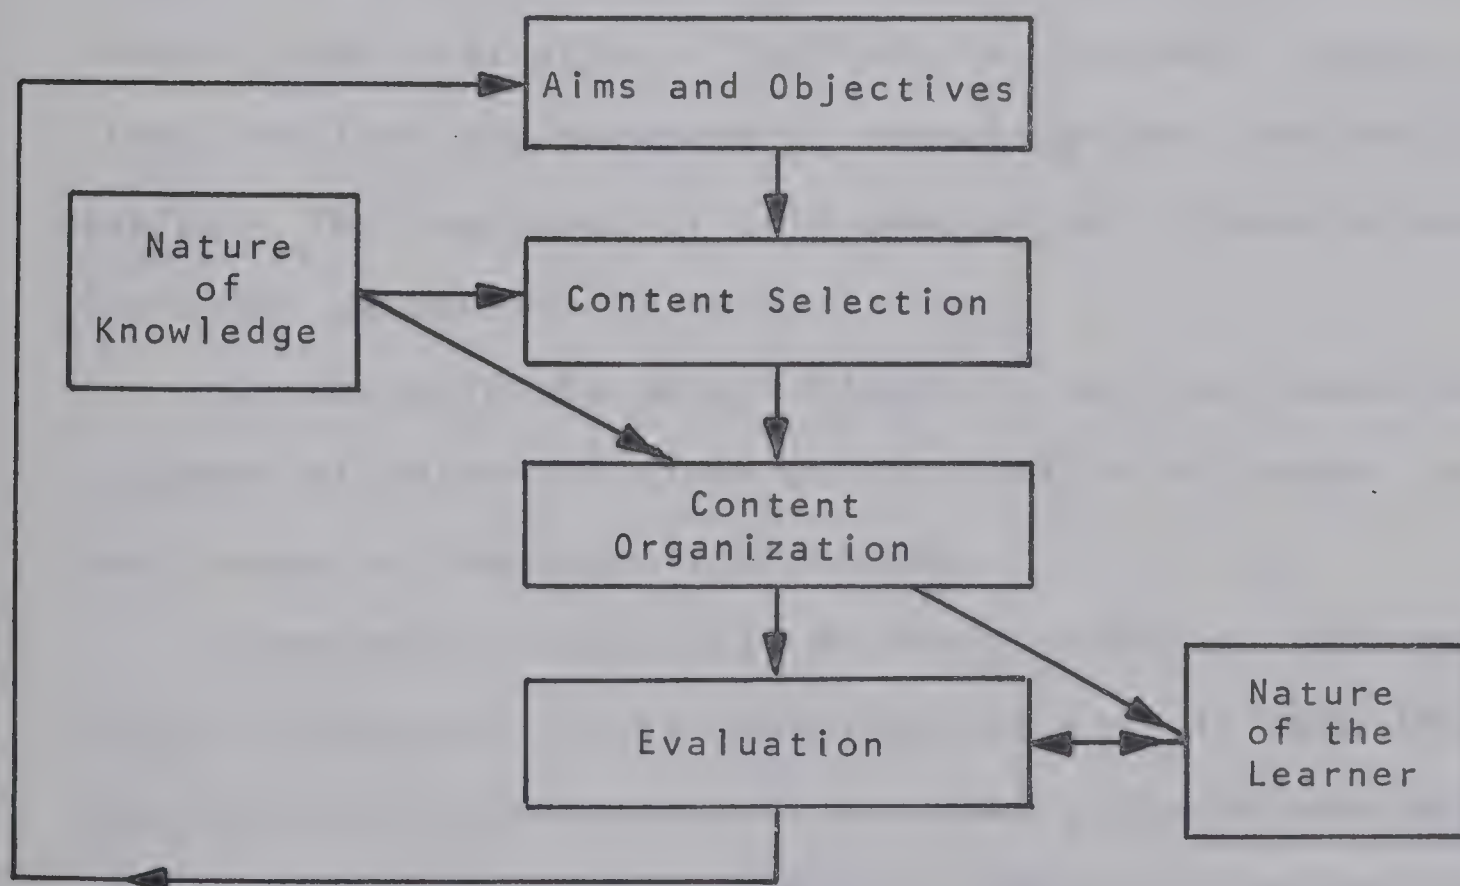 Aims and Objectives
Nature
of
Knowledge
Content Selection
Content
Organization
Evaluation
Nature
of the
Learner